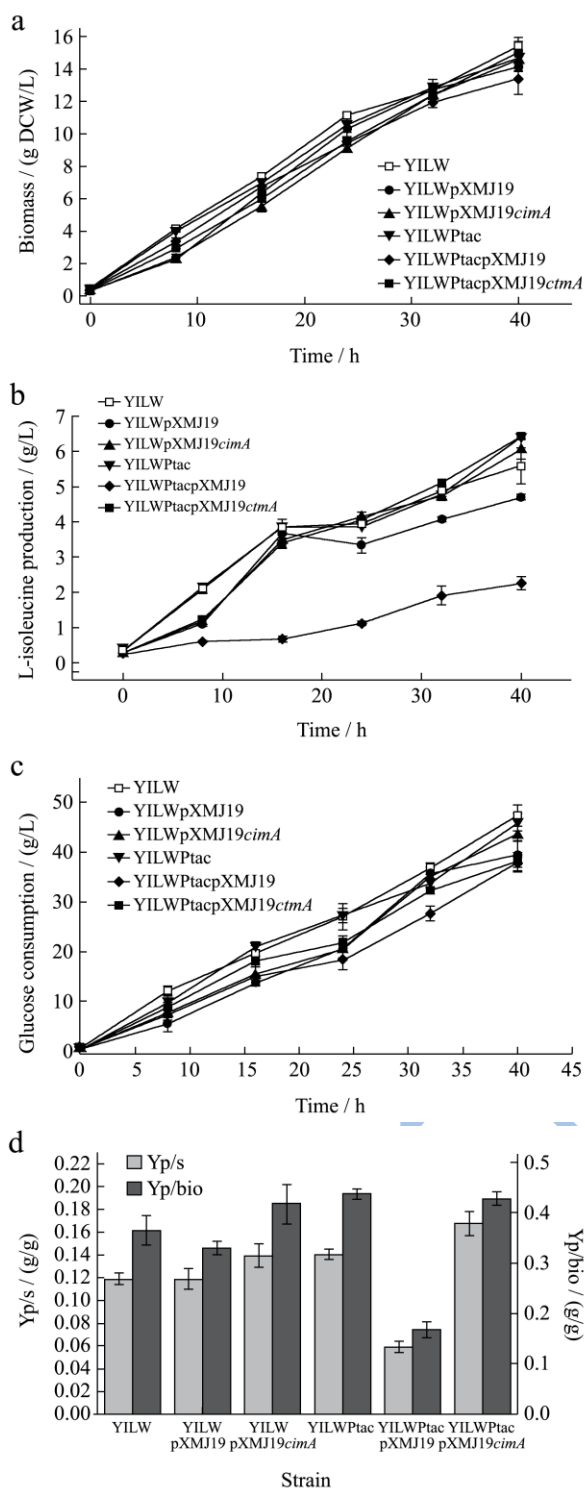 a
16
14
12
10
8
6
4
2
0
Biomass / (g DCW/L)
YILW
YILWpXMJ19
YILWpXMJ19cimA
YILWPtac
YILWPtacpXMJ19
YILWPtacpXMJ19ctmA
0 10 20 30 40
Time / h
b
7
6
5
4
3
2
1
0
L-isoleucine production / (g/L)
YILW
YILWpXMJ19
YILWpXMJ19cimA
YILWPtac
YILWPtacpXMJ19
YILWPtacpXMJ19ctmA
0 10 20 30 40
Time / h
c
50
40
30
20
10
0
Glucose consumption / (g/L)
YILW
YILWpXMJ19
YILWpXMJ19cimA
YILWPtac
YILWPtacpXMJ19
YILWPtacpXMJ19ctmA
0 5 10 15 20 25 30 35 40 45
Time / h
d
0.22
0.20
0.18
0.16
0.14
0.12
0.10
0.08
0.06
0.04
0.02
0.00
Yp/s / (g/g)
Yp/s
Yp/bio
0.5
0.4
0.3
0.2
0.1
0.0
Yp/bio / (g/g)
YILW YILW YILW YILWPtac YILWPtac YILWPtac
pXMJ19 pXMJ19cimA pXMJ19 pXMJ19cimA
Strain